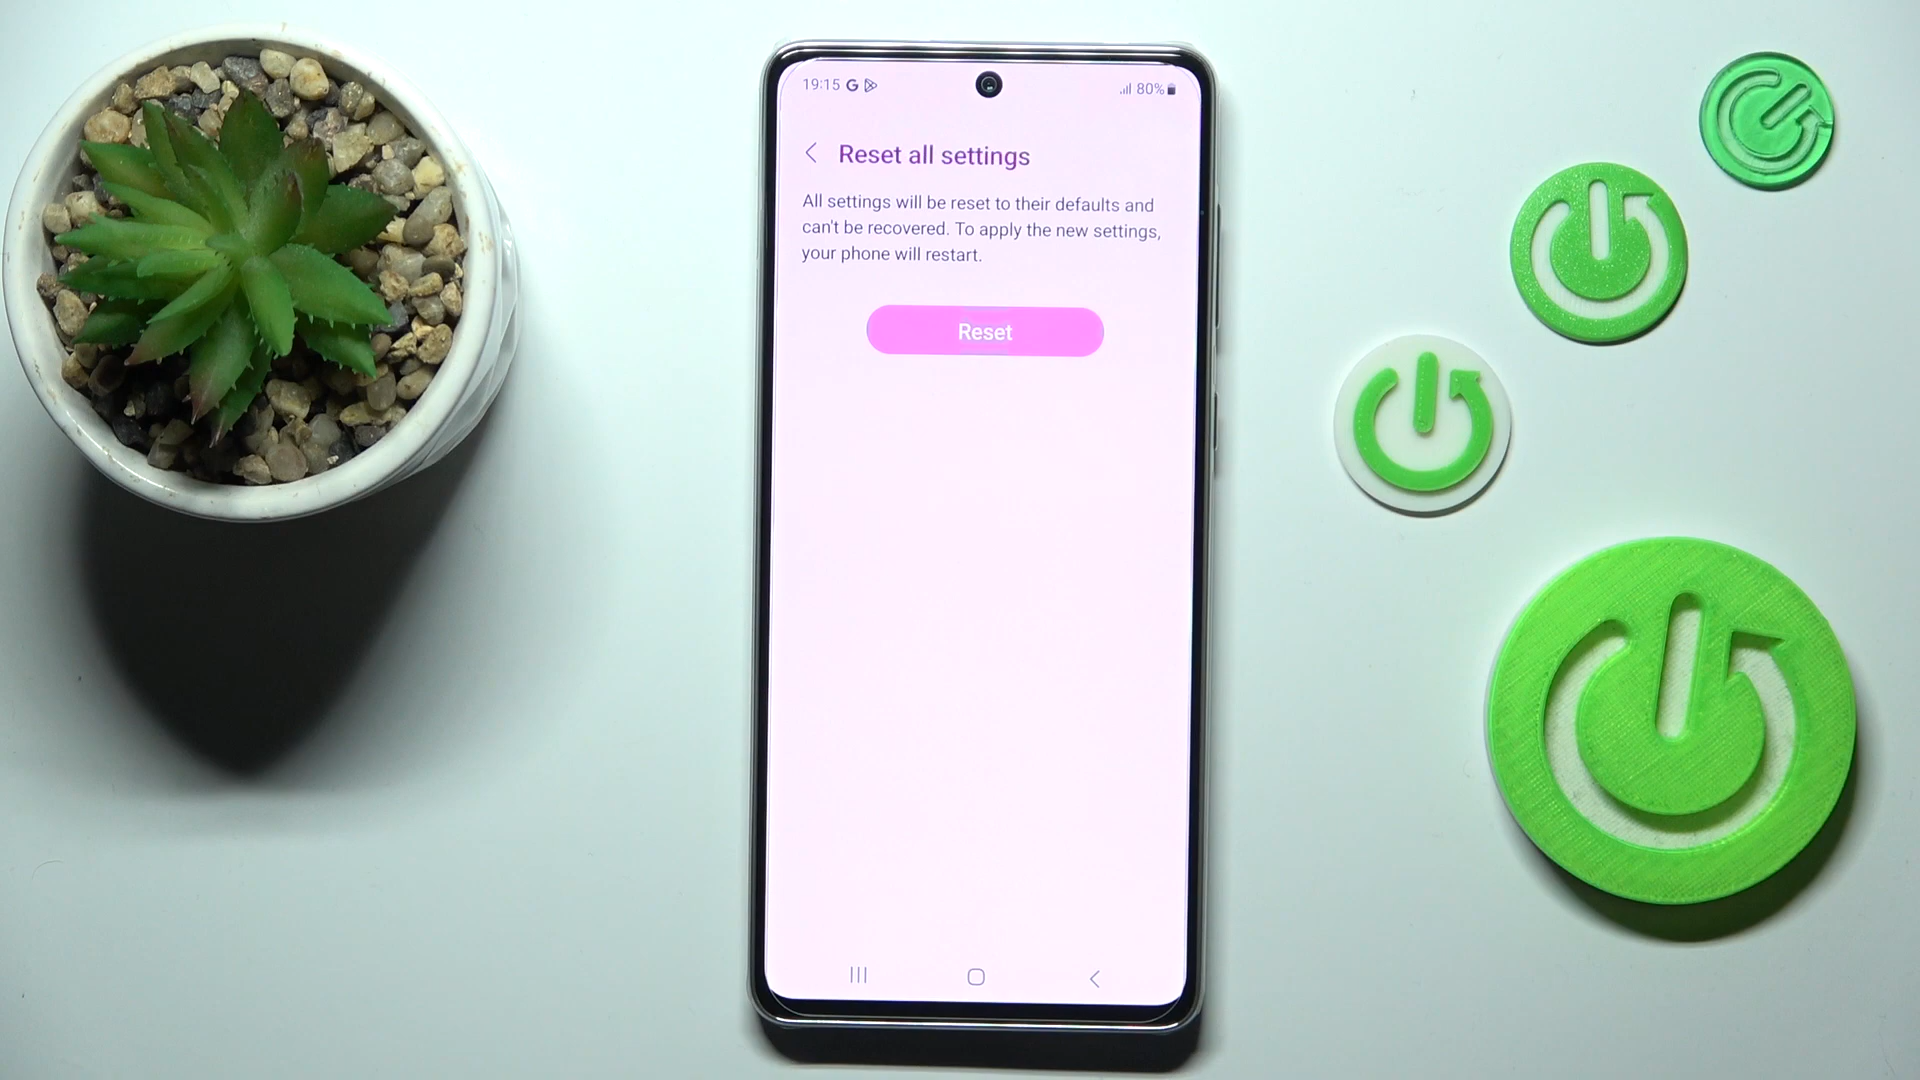 19:15 G
80%
Reset all settings
All settings will be reset to their defaults and
can't be recovered. To apply the new settings,
your phone will restart.
Reset